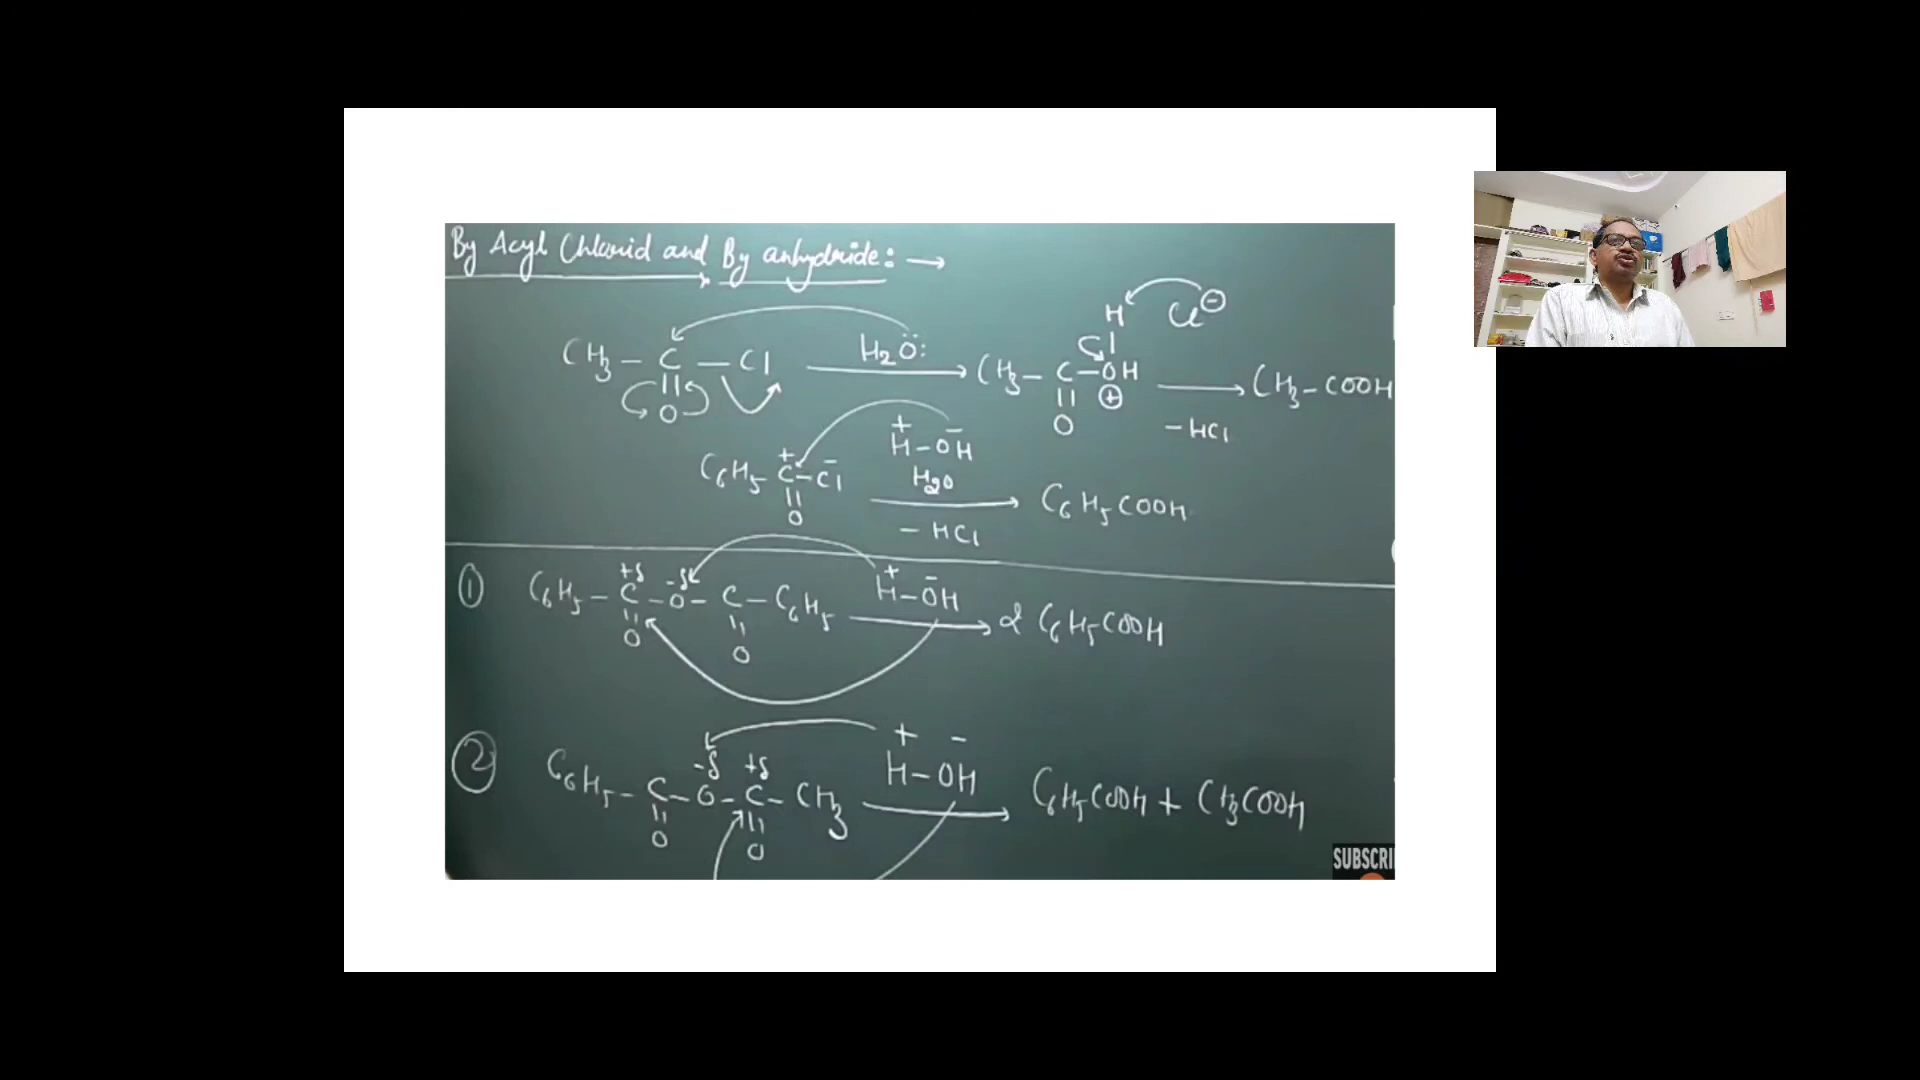 By Acyl Chlorid and By anhydride: →
H Cl⊖
CH3 – C – Cl H2Ö: → CH3 – C – OH → CH3 – COOH
|| || ⊕
O O – HCl
+ H – OH –
C6H5 – C+ – Cl– H2O → C6H5COOH
||
O – HCl
① C6H5 – C – O – C – C6H5 H – OH → 2 C6H5COOH
+δ -δ + –
|| ||
O O
+ –
-δ +δ H – OH
② C6H5 – C – O – C – CH3 → C6H5COOH + CH3COOH
|| ||
O O
SUBSCRI